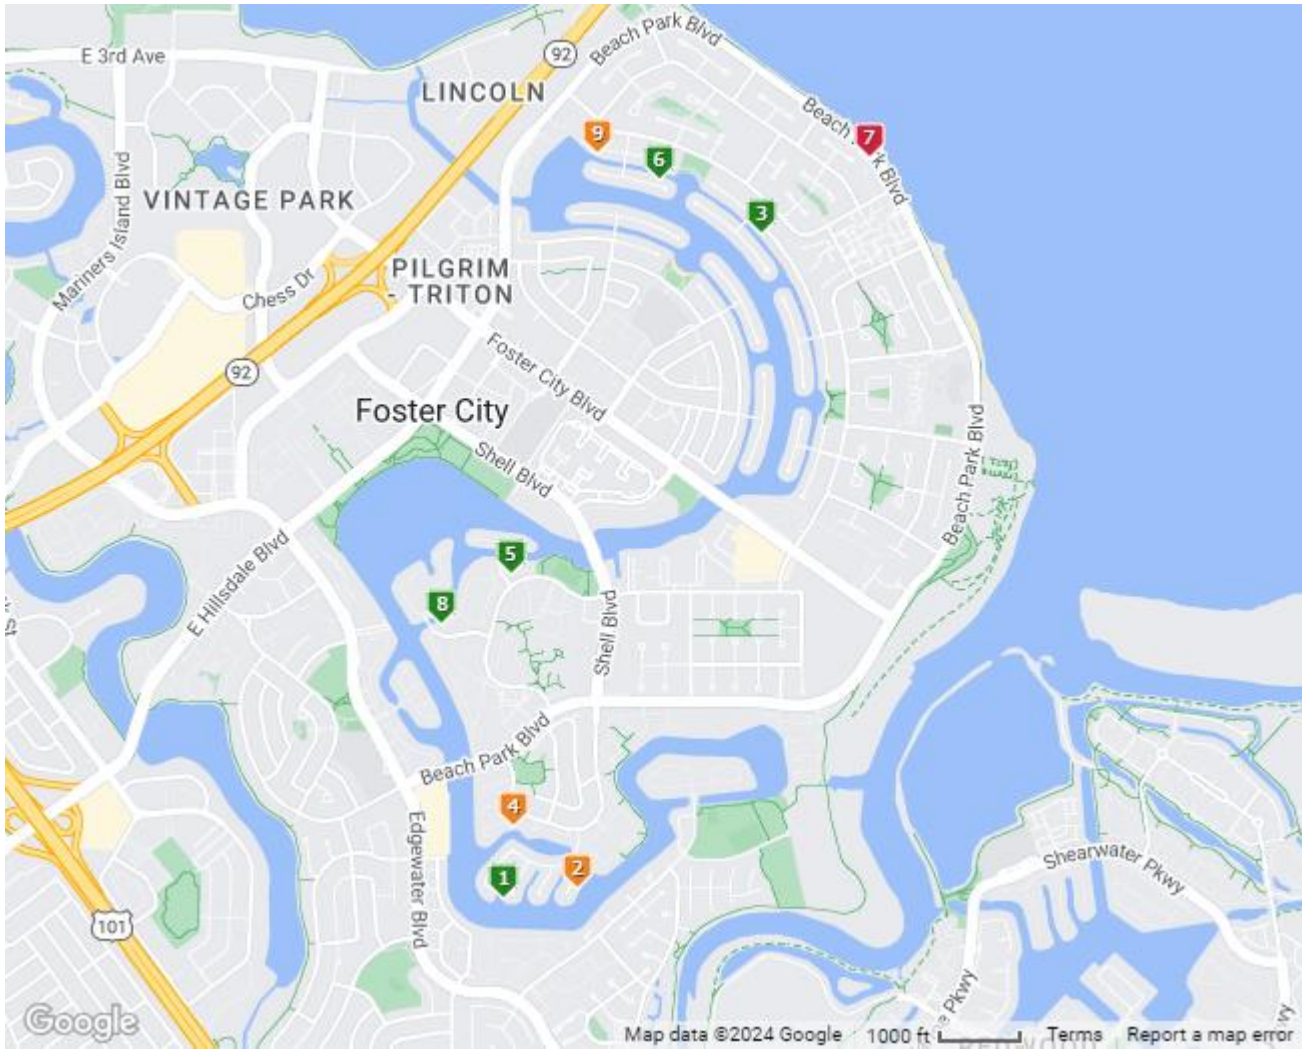 92
Beach Park Blvd
E 3rd Ave
LINCOLN
Beach Park Blvd
7
9
6
VINTAGE PARK
Mariners Island Blvd
3
PILGRIM
- TRITON
Chess Dr
Foster City Blvd
92
Foster City
Shell Blvd
Beach Park Blvd
E Hillsdale Blvd
5
8
Shell Blvd
Beach Park Blvd
4
Edgewater Blvd
2
1
Shearwater Pkwy
101
Google
Map data ©2024 Google
1000 ft
Terms
Report a map error